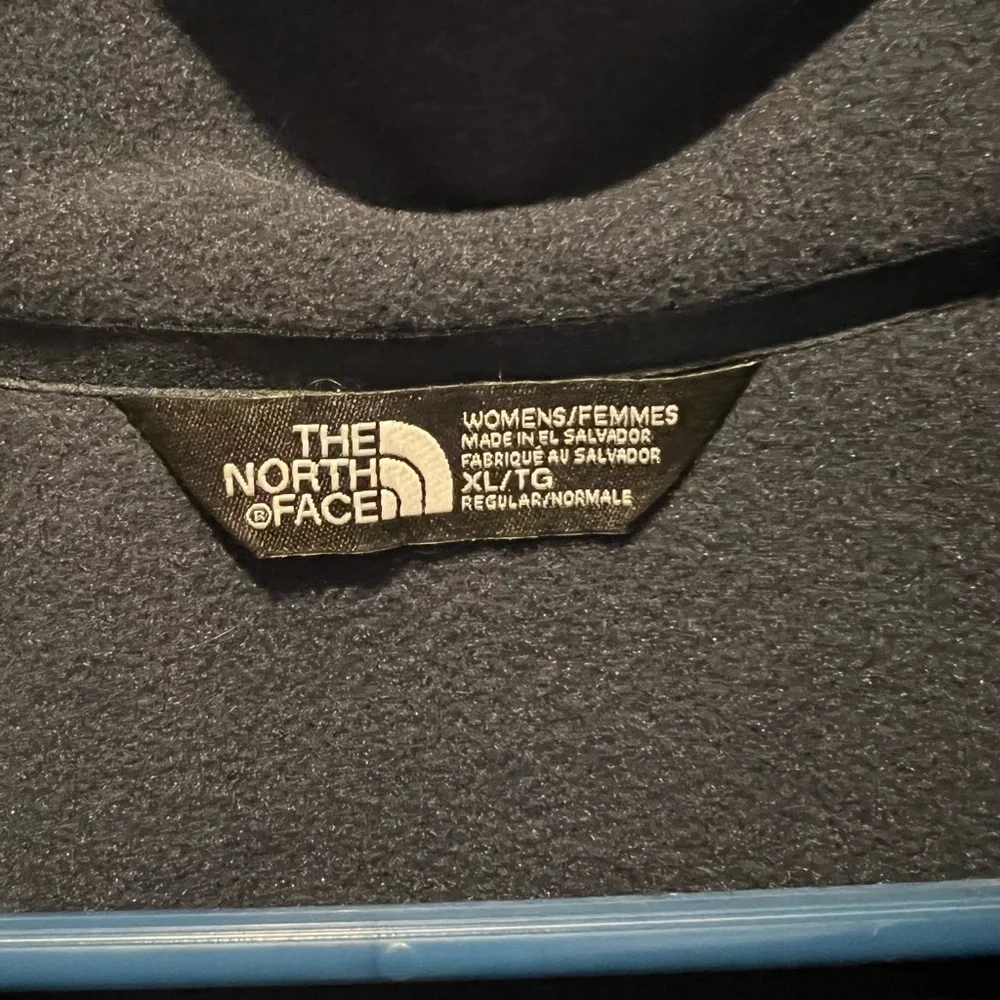 THE
NORTH
®FACE
WOMENS/FEMMES
MADE IN EL SALVADOR
FABRIQUÉ AU SALVADOR
XL/TG
REGULAR/NORMALE